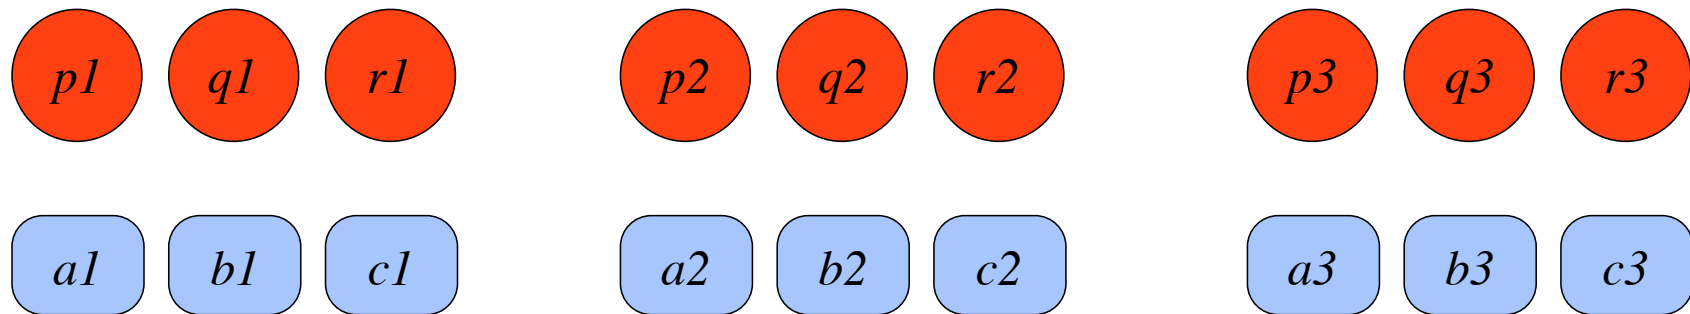 p1 q1 r1 p2 q2 r2 p3 q3 r3
a1 b1 c1 a2 b2 c2 a3 b3 c3